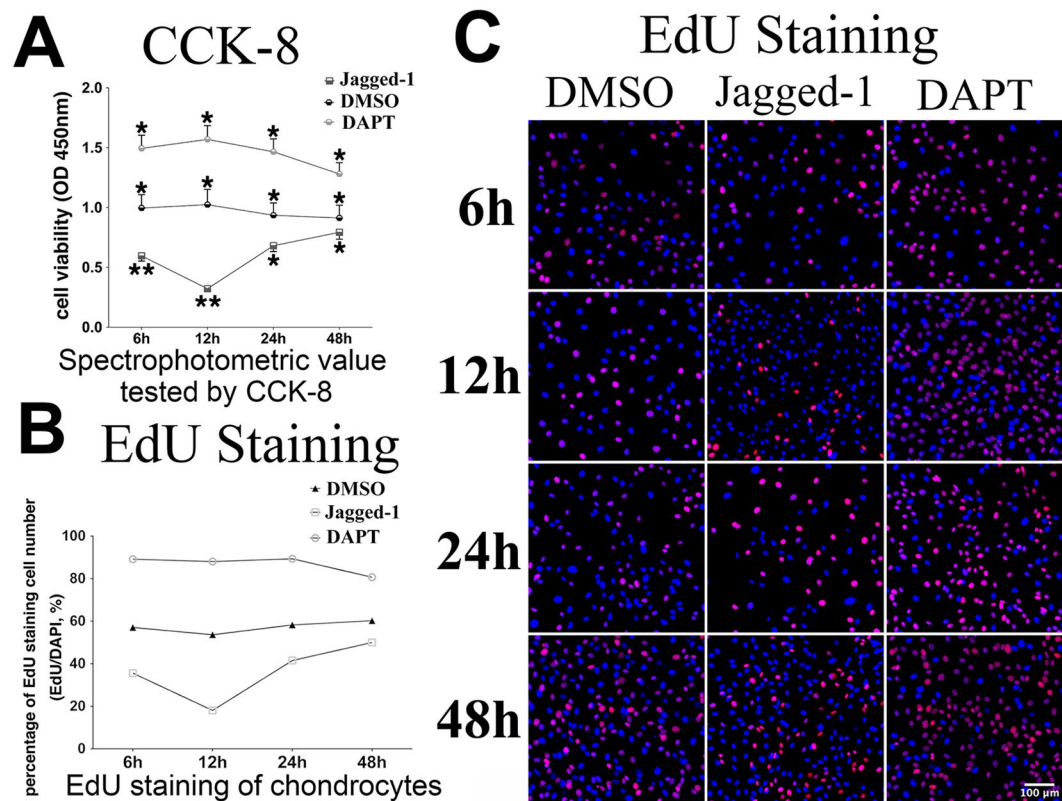 A
CCK-8
Jagged-1
DMSO
DAPT
cell viability (OD 450nm)
2.0
1.5
1.0
0.5
0.0
*
*
*
*
*
*
*
*
**
**
*
*
6h
12h
24h
48h
Spectrophotometric value
tested by CCK-8
B
EdU Staining
DMSO
Jagged-1
DAPT
percentage of EdU staining cell number
(EdU/DAPI, %)
100
80
60
40
20
0
6h
12h
24h
48h
EdU staining of chondrocytes
C
EdU Staining
DMSO
Jagged-1
DAPT
6h
12h
24h
48h
100 μm